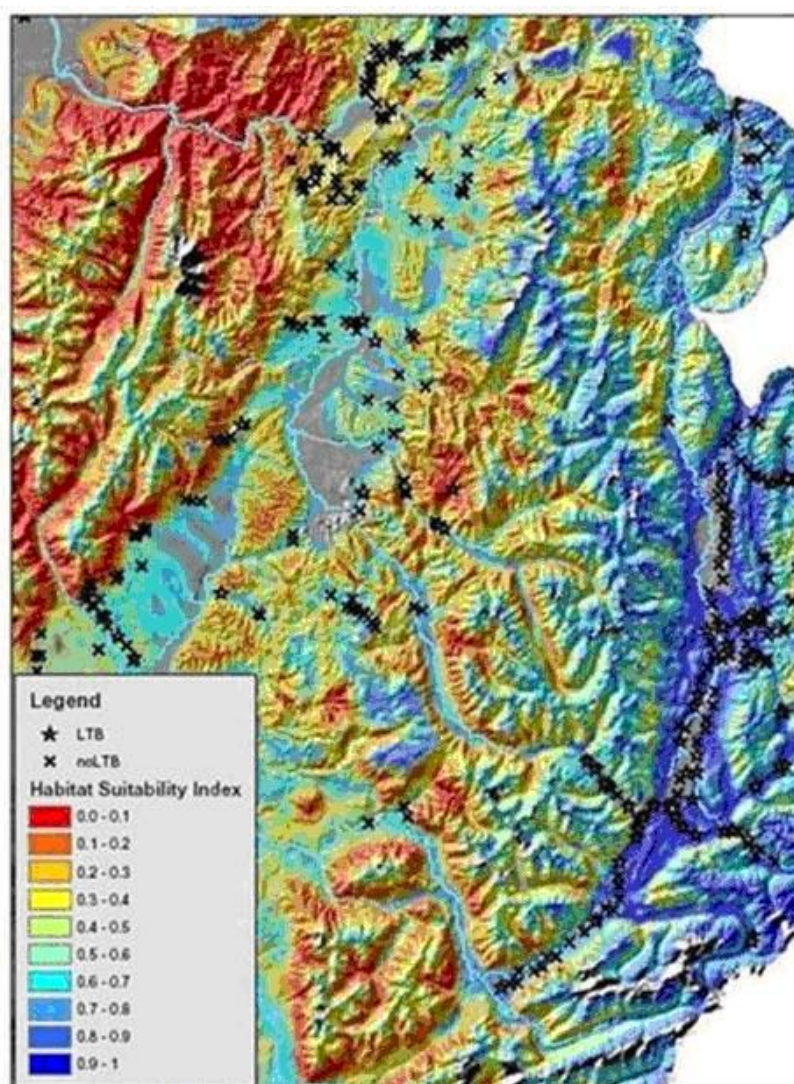 Legend
LTB
noLTB
Habitat Suitability Index
0.0 - 0.1
0.1 - 0.2
0.2 - 0.3
0.3 - 0.4
0.4 - 0.5
0.5 - 0.6
0.6 - 0.7
0.7 - 0.8
0.8 - 0.9
0.9 - 1